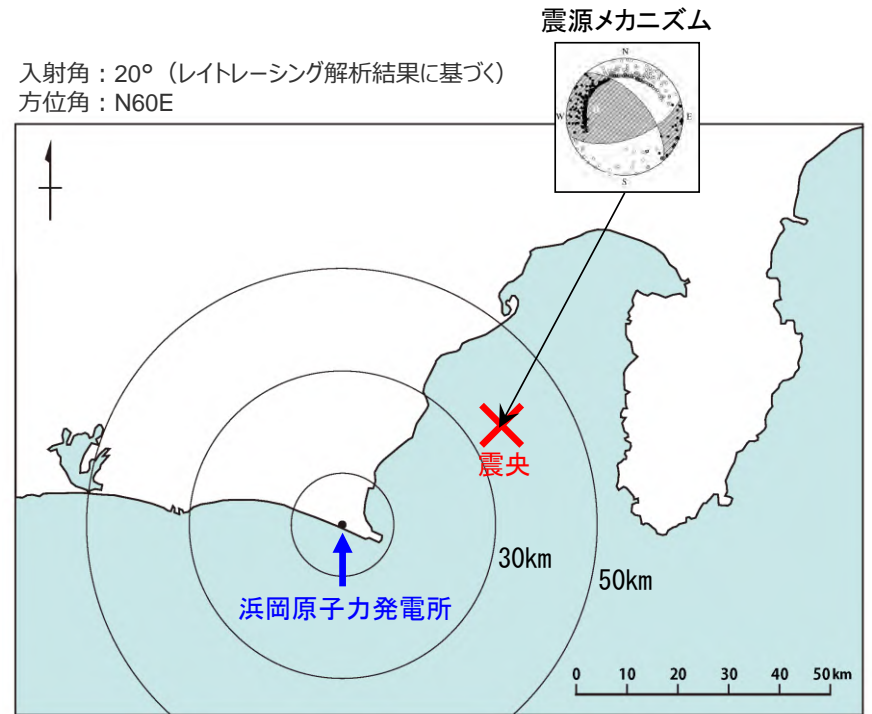 震源メカニズム
入射角：20°（レイトレーシング解析結果に基づく）
方位角：N60E
N
W
E
S
震央
30km
50km
浜岡原子力発電所
0 10 20 30 40 50km